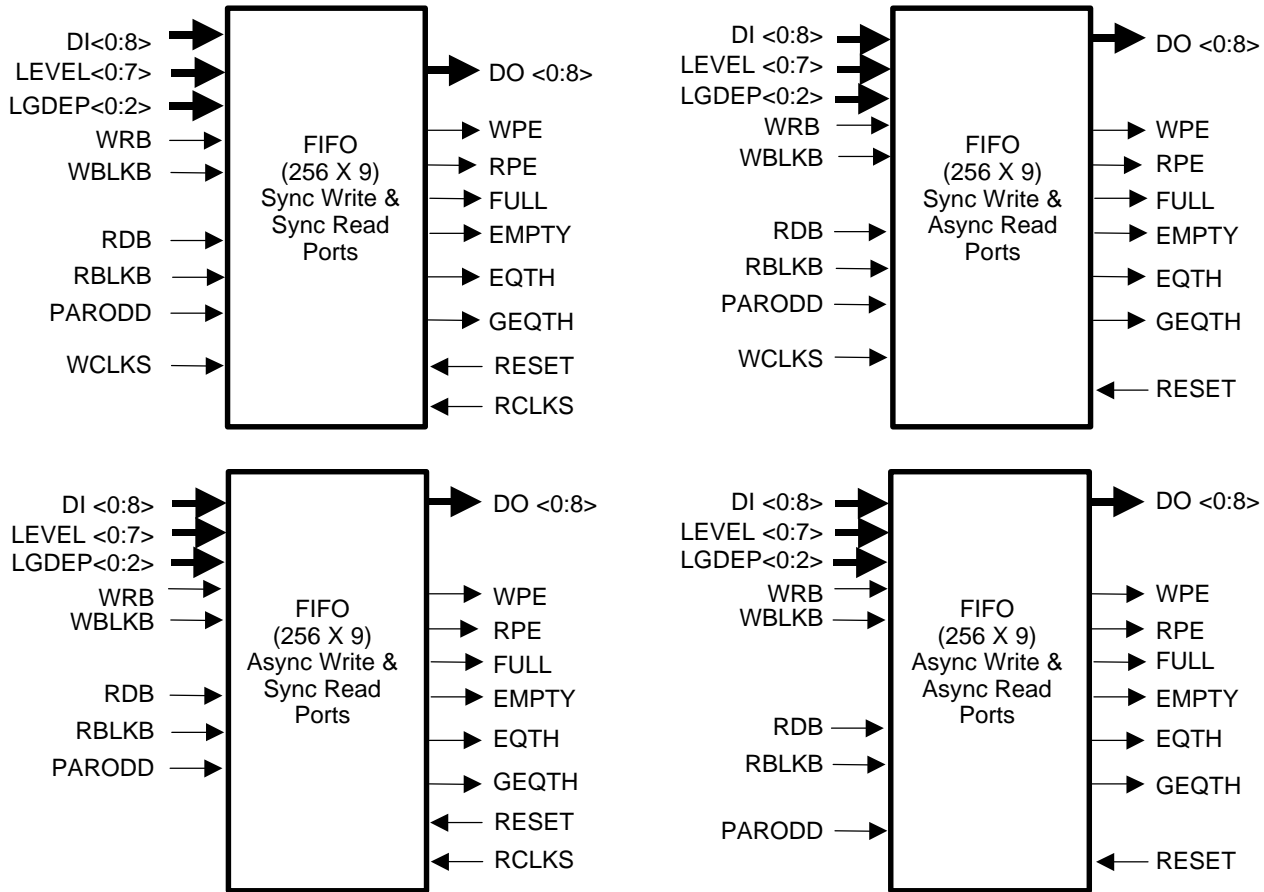 DI<0:8>
LEVEL<0:7>
LGDEP<0:2>
WRB
WBLKB
RDB
RBLKB
PARODD
WCLKS
FIFO
(256 X 9)
Sync Write &
Sync Read
Ports
DO <0:8>
WPE
RPE
FULL
EMPTY
EQTH
GEQTH
RESET
RCLKS
DI <0:8>
LEVEL <0:7>
LGDEP<0:2>
WRB
WBLKB
RDB
RBLKB
PARODD
WCLKS
FIFO
(256 X 9)
Sync Write &
Async Read
Ports
DO <0:8>
WPE
RPE
FULL
EMPTY
EQTH
GEQTH
RESET
DI <0:8>
LEVEL <0:7>
LGDEP<0:2>
WRB
WBLKB
RDB
RBLKB
PARODD
FIFO
(256 X 9)
Async Write &
Sync Read
Ports
DO <0:8>
WPE
RPE
FULL
EMPTY
EQTH
GEQTH
RESET
RCLKS
DI <0:8>
LEVEL <0:7>
LGDEP<0:2>
WRB
WBLKB
RDB
RBLKB
PARODD
FIFO
(256 X 9)
Async Write &
Async Read
Ports
DO <0:8>
WPE
RPE
FULL
EMPTY
EQTH
GEQTH
RESET